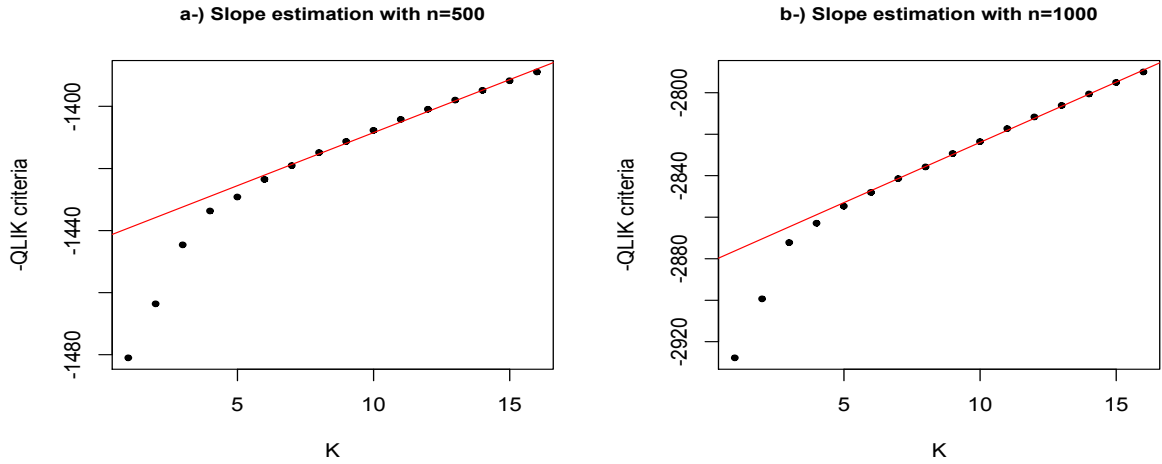 a-) Slope estimation with n=500
-QLIK criteria
-1400
-1440
-1480
5 10 15
K
b-) Slope estimation with n=1000
-QLIK criteria
-2800
-2840
-2880
-2920
5 10 15
K